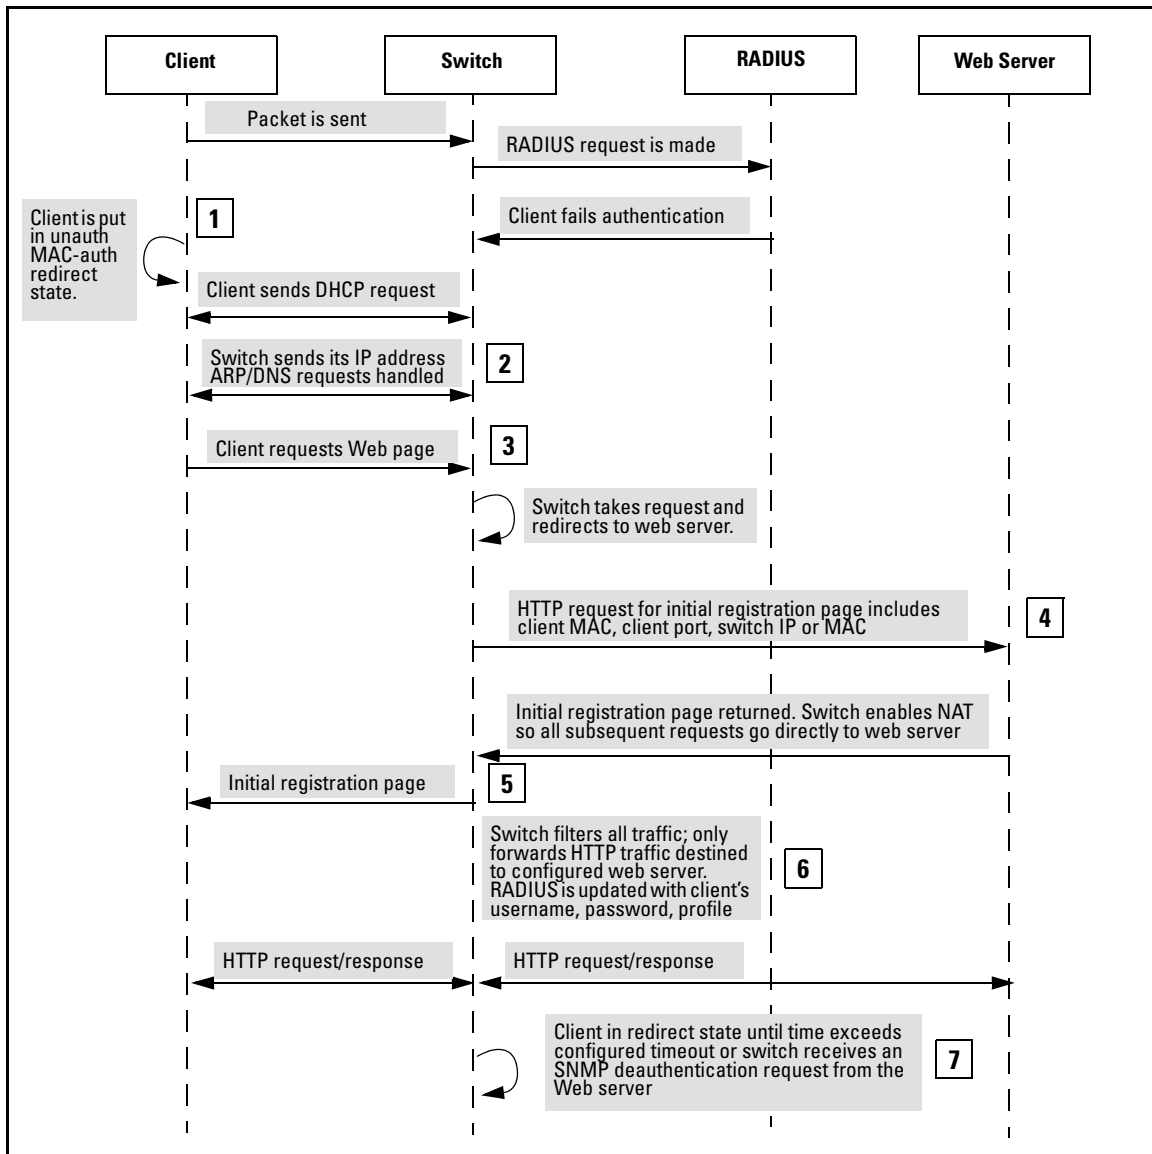 Client
Switch
RADIUS
Web Server
Packet is sent
RADIUS request is made
1
Client is put
in unauth
MAC-auth
redirect
state.
Client fails authentication
Client sends DHCP request
Switch sends its IP address
ARP/DNS requests handled
2
Client requests Web page
3
Switch takes request and
redirects to web server.
HTTP request for initial registration page includes
client MAC, client port, switch IP or MAC
4
Initial registration page returned. Switch enables NAT
so all subsequent requests go directly to web server
Initial registration page
5
Switch filters all traffic; only
forwards HTTP traffic destined
to configured web server.
RADIUS is updated with client’s
username, password, profile
6
HTTP request/response
HTTP request/response
Client in redirect state until time exceeds
configured timeout or switch receives an
SNMP deauthentication request from the
Web server
7